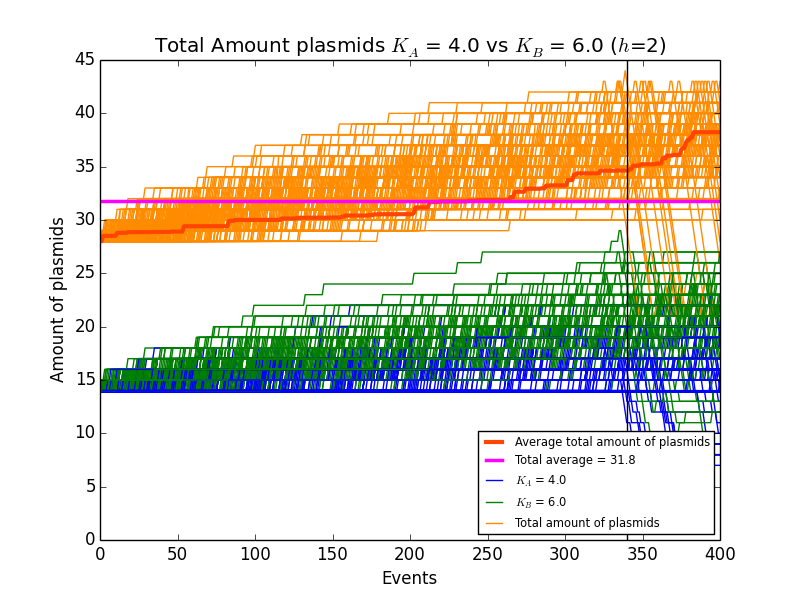 Total Amount plasmids K_A = 4.0 vs K_B = 6.0 (h=2)
45
40
35
30
25
20
15
10
5
0
Amount of plasmids
Average total amount of plasmids
Total average = 31.8
K_A = 4.0
K_B = 6.0
Total amount of plasmids
0 50 100 150 200 250 300 350 400
Events